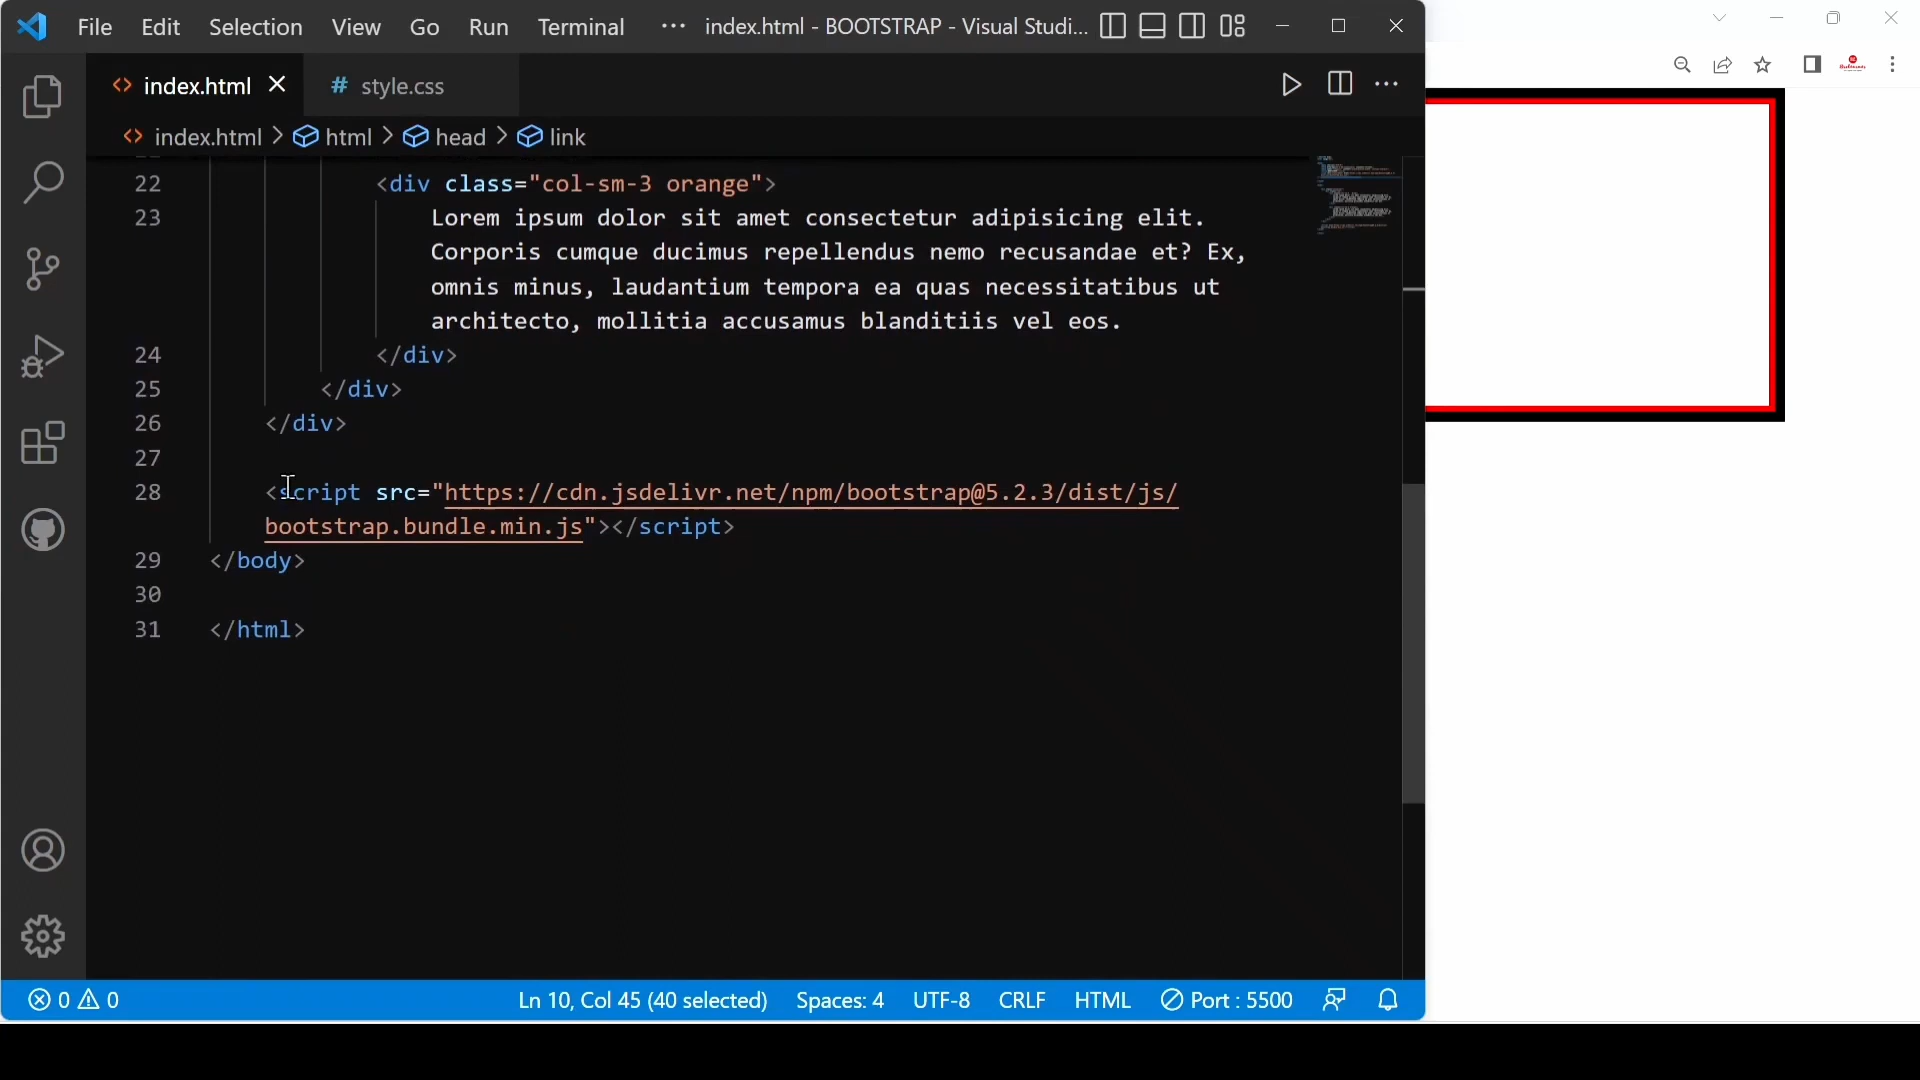 File Edit Selection View Go Run Terminal ··· index.html - BOOTSTRAP - Visual Studi...
<> index.html # style.css ···
<> index.html > html > head > link
22 <div class="col-sm-3 orange">
23 Lorem ipsum dolor sit amet consectetur adipisicing elit.
Corporis cumque ducimus repellendus nemo recusandae et? Ex,
omnis minus, laudantium tempora ea quas necessitatibus ut
architecto, mollitia accusamus blanditiis vel eos.
24 </div>
25 </div>
26 </div>
27
28 <script src="https://cdn.jsdelivr.net/npm/bootstrap@5.2.3/dist/js/
bootstrap.bundle.min.js"></script>
29 </body>
30
31 </html>
0 0 Ln 10, Col 45 (40 selected) Spaces: 4 UTF-8 CRLF HTML Port : 5500